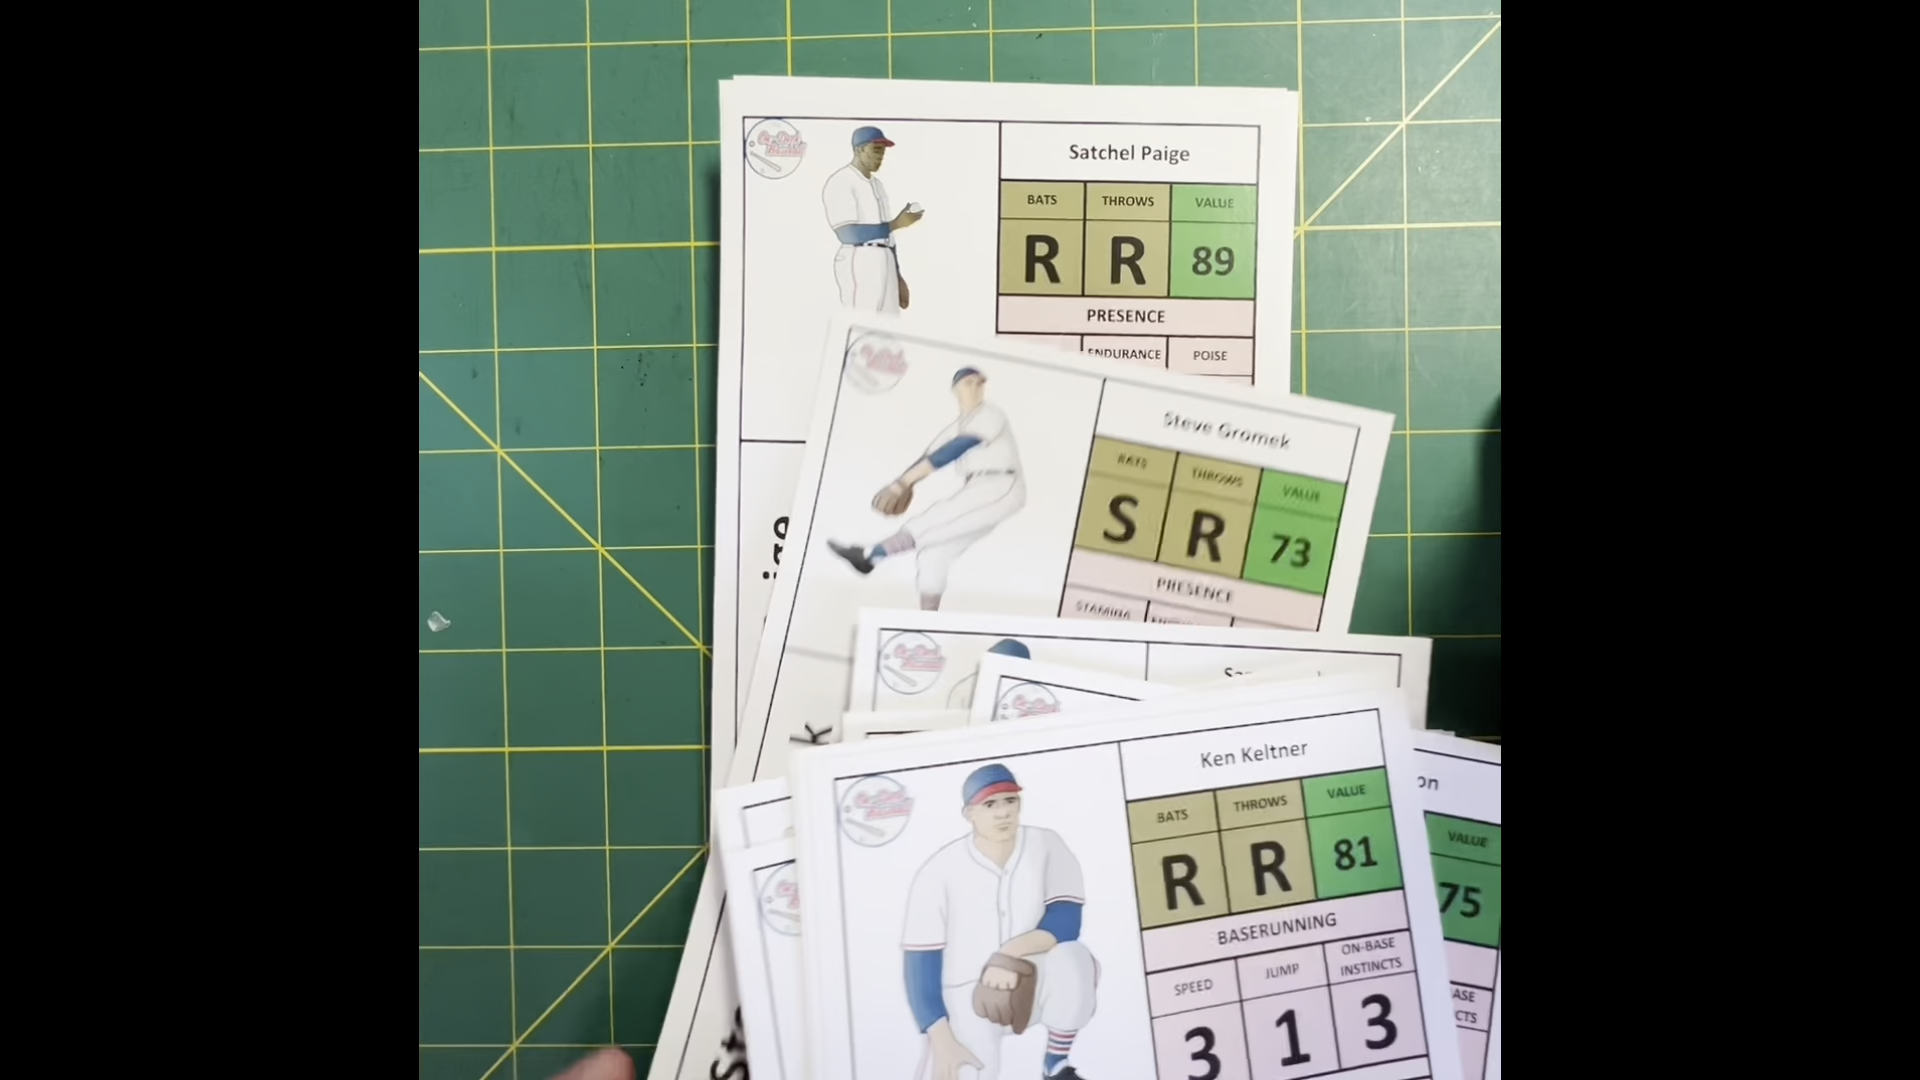 Satchel Paige
BATS THROWS VALUE
R R 89
PRESENCE
ENDURANCE POISE
Steve Gromek
BATS THROWS VALUE
S R 73
PRESENCE
STAMINA
Ken Keltner
BATS THROWS VALUE
R R 81
BASERUNNING
SPEED JUMP ON-BASE INSTINCTS
3 1 3
on
VALUE
75